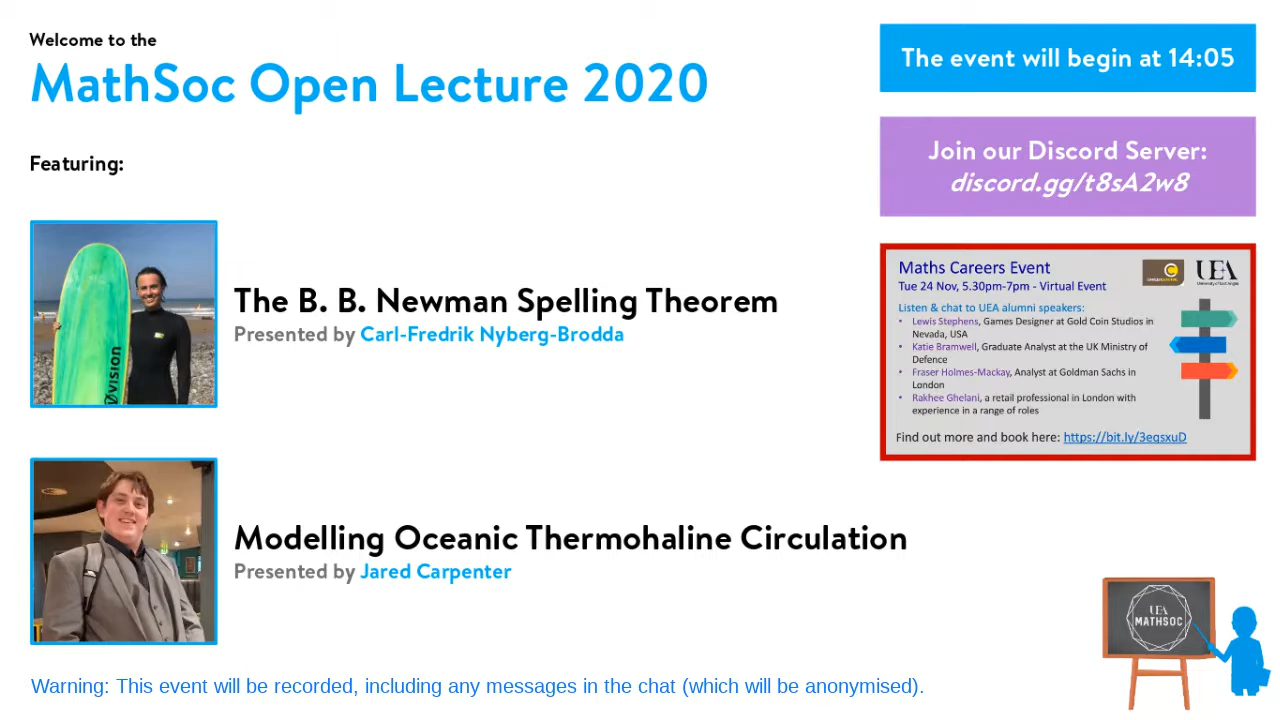 Welcome to the
MathSoc Open Lecture 2020
Featuring:
The B. B. Newman Spelling Theorem
Presented by Carl-Fredrik Nyberg-Brodda
Modelling Oceanic Thermohaline Circulation
Presented by Jared Carpenter
Warning: This event will be recorded, including any messages in the chat (which will be anonymised).
The event will begin at 14:05
Join our Discord Server:
discord.gg/t8sA2w8
Maths Careers Event
Tue 24 Nov, 5.30pm-7pm - Virtual Event
UEA
University of East Anglia
Listen & chat to UEA alumni speakers:
• Lewis Stephens, Games Designer at Gold Coin Studios in
Nevada, USA
• Katie Bramwell, Graduate Analyst at the UK Ministry of
Defence
• Fraser Holmes-Mackay, Analyst at Goldman Sachs in
London
• Rakhee Ghelani, a retail professional in London with
experience in a range of roles
Find out more and book here: https://bit.ly/3eqsxuD
UEA
MATHSOC
vision